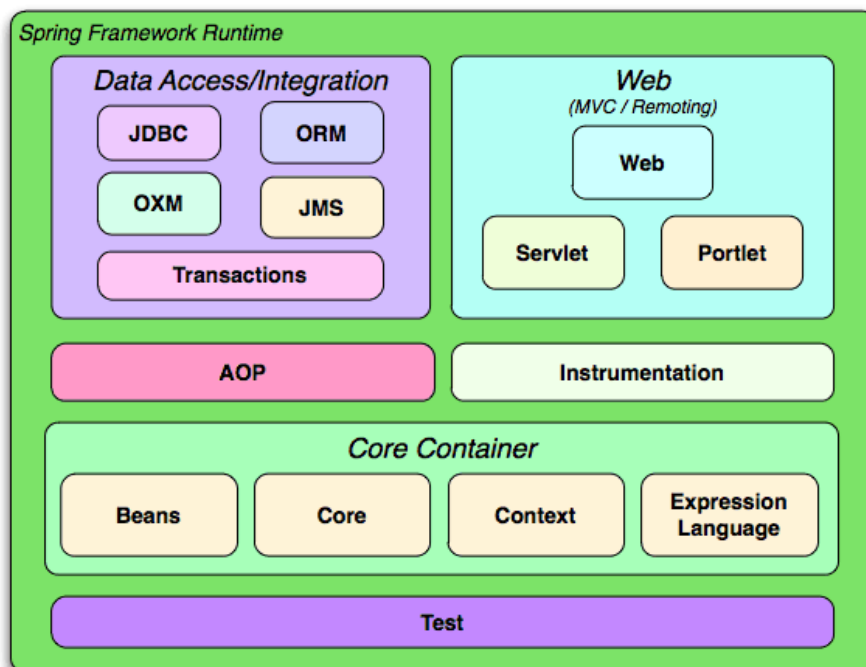 Spring Framework Runtime
Data Access/Integration
JDBC
ORM
OXM
JMS
Transactions
Web
(MVC / Remoting)
Web
Servlet
Portlet
AOP
Instrumentation
Core Container
Beans
Core
Context
Expression
Language
Test